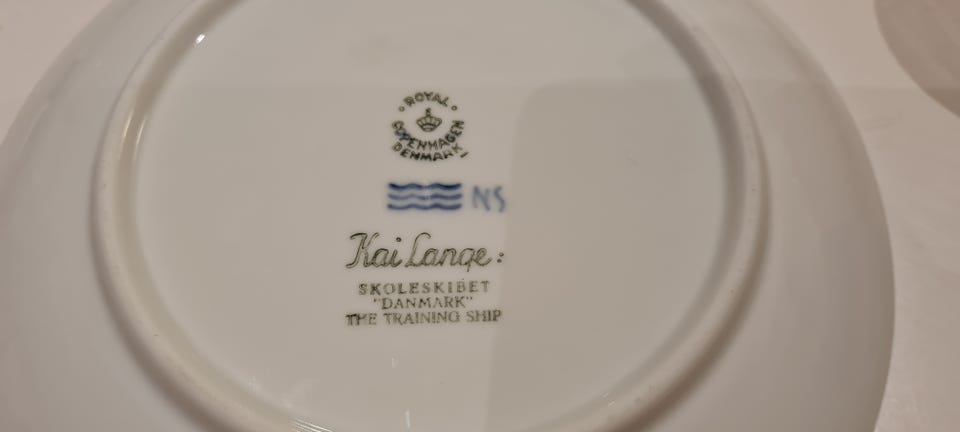 ROYAL
COPENHAGEN
DENMARK
NS
Kai Lange:
SKOLESKIBET
"DANMARK"
THE TRAINING SHIP